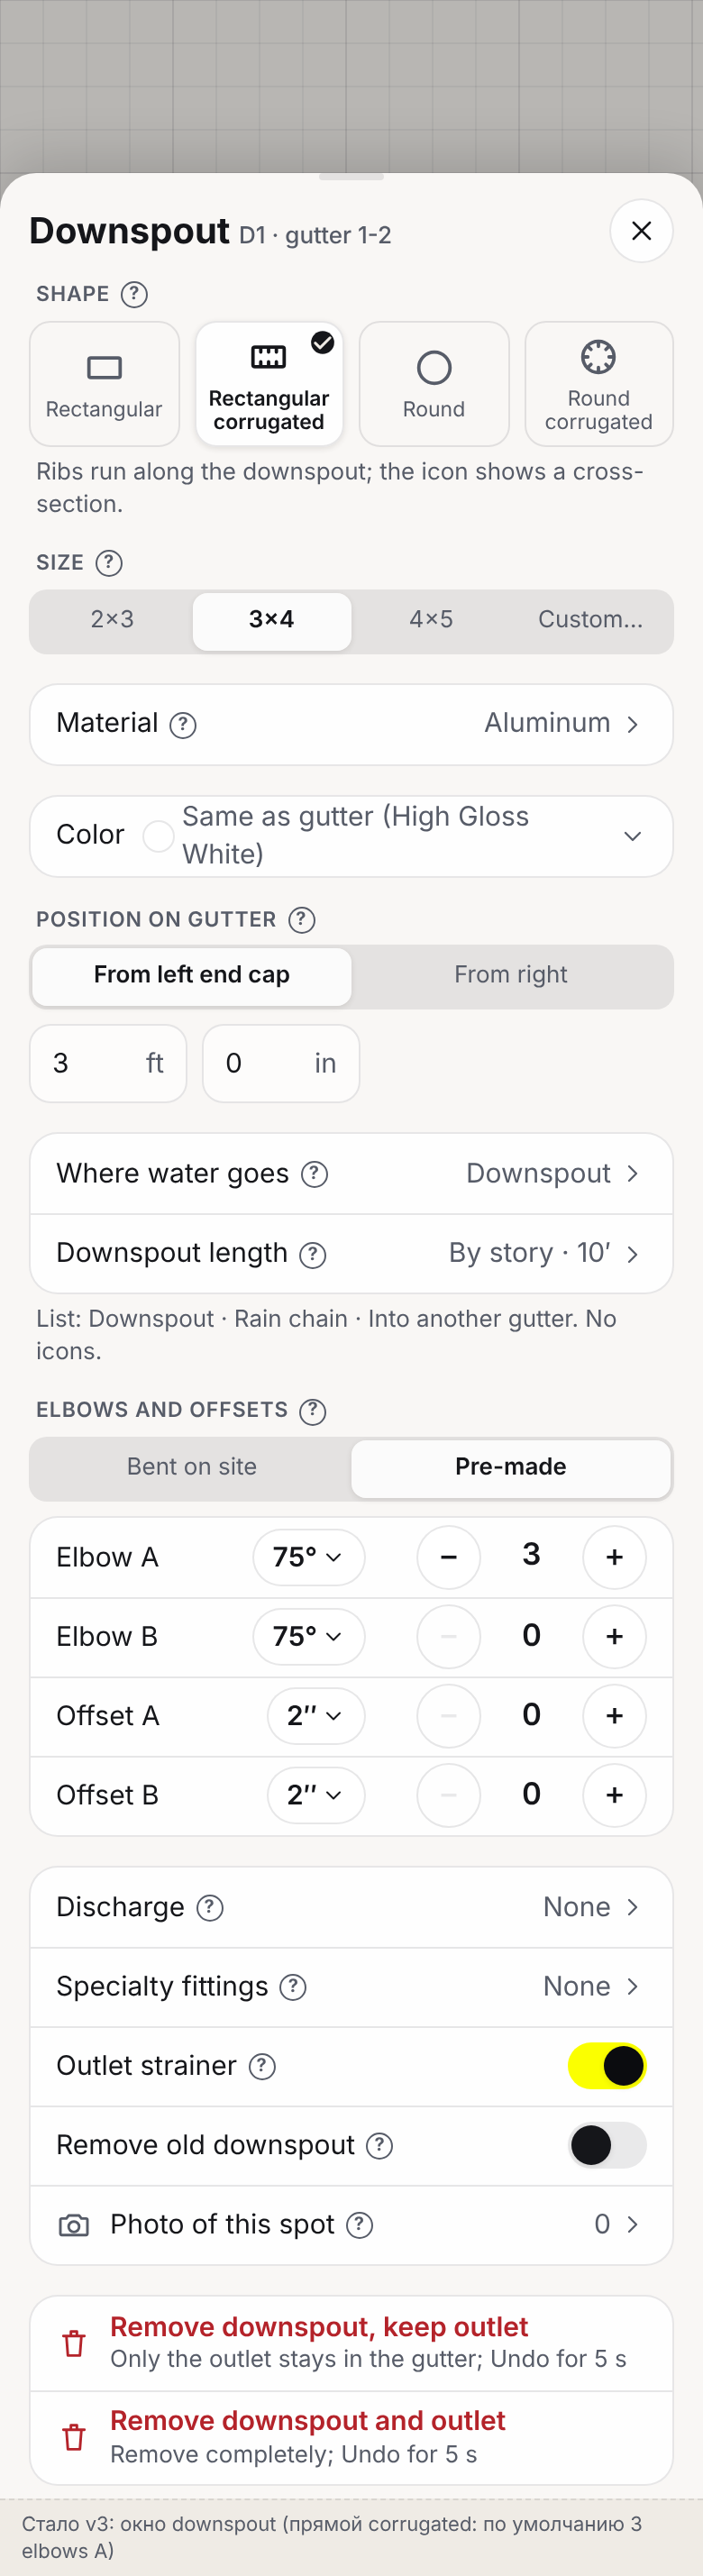 Downspout D1 · gutter 1-2
SHAPE ?
Rectangular
Rectangular
corrugated
Round
Round
corrugated
Ribs run along the downspout; the icon shows a cross-
section.
SIZE ?
2×3 3×4 4×5 Custom...
Material ? Aluminum
Color Same as gutter (High Gloss
White)
POSITION ON GUTTER ?
From left end cap From right
3 ft 0 in
Where water goes ? Downspout
Downspout length ? By story · 10′
List: Downspout · Rain chain · Into another gutter. No
icons.
ELBOWS AND OFFSETS ?
Bent on site Pre-made
Elbow A 75° − 3 +
Elbow B 75° − 0 +
Offset A 2″ − 0 +
Offset B 2″ − 0 +
Discharge ? None
Specialty fittings ? None
Outlet strainer ?
Remove old downspout ?
Photo of this spot ? 0
Remove downspout, keep outlet
Only the outlet stays in the gutter; Undo for 5 s
Remove downspout and outlet
Remove completely; Undo for 5 s
Стало v3: окно downspout (прямой corrugated: по умолчанию 3
elbows A)